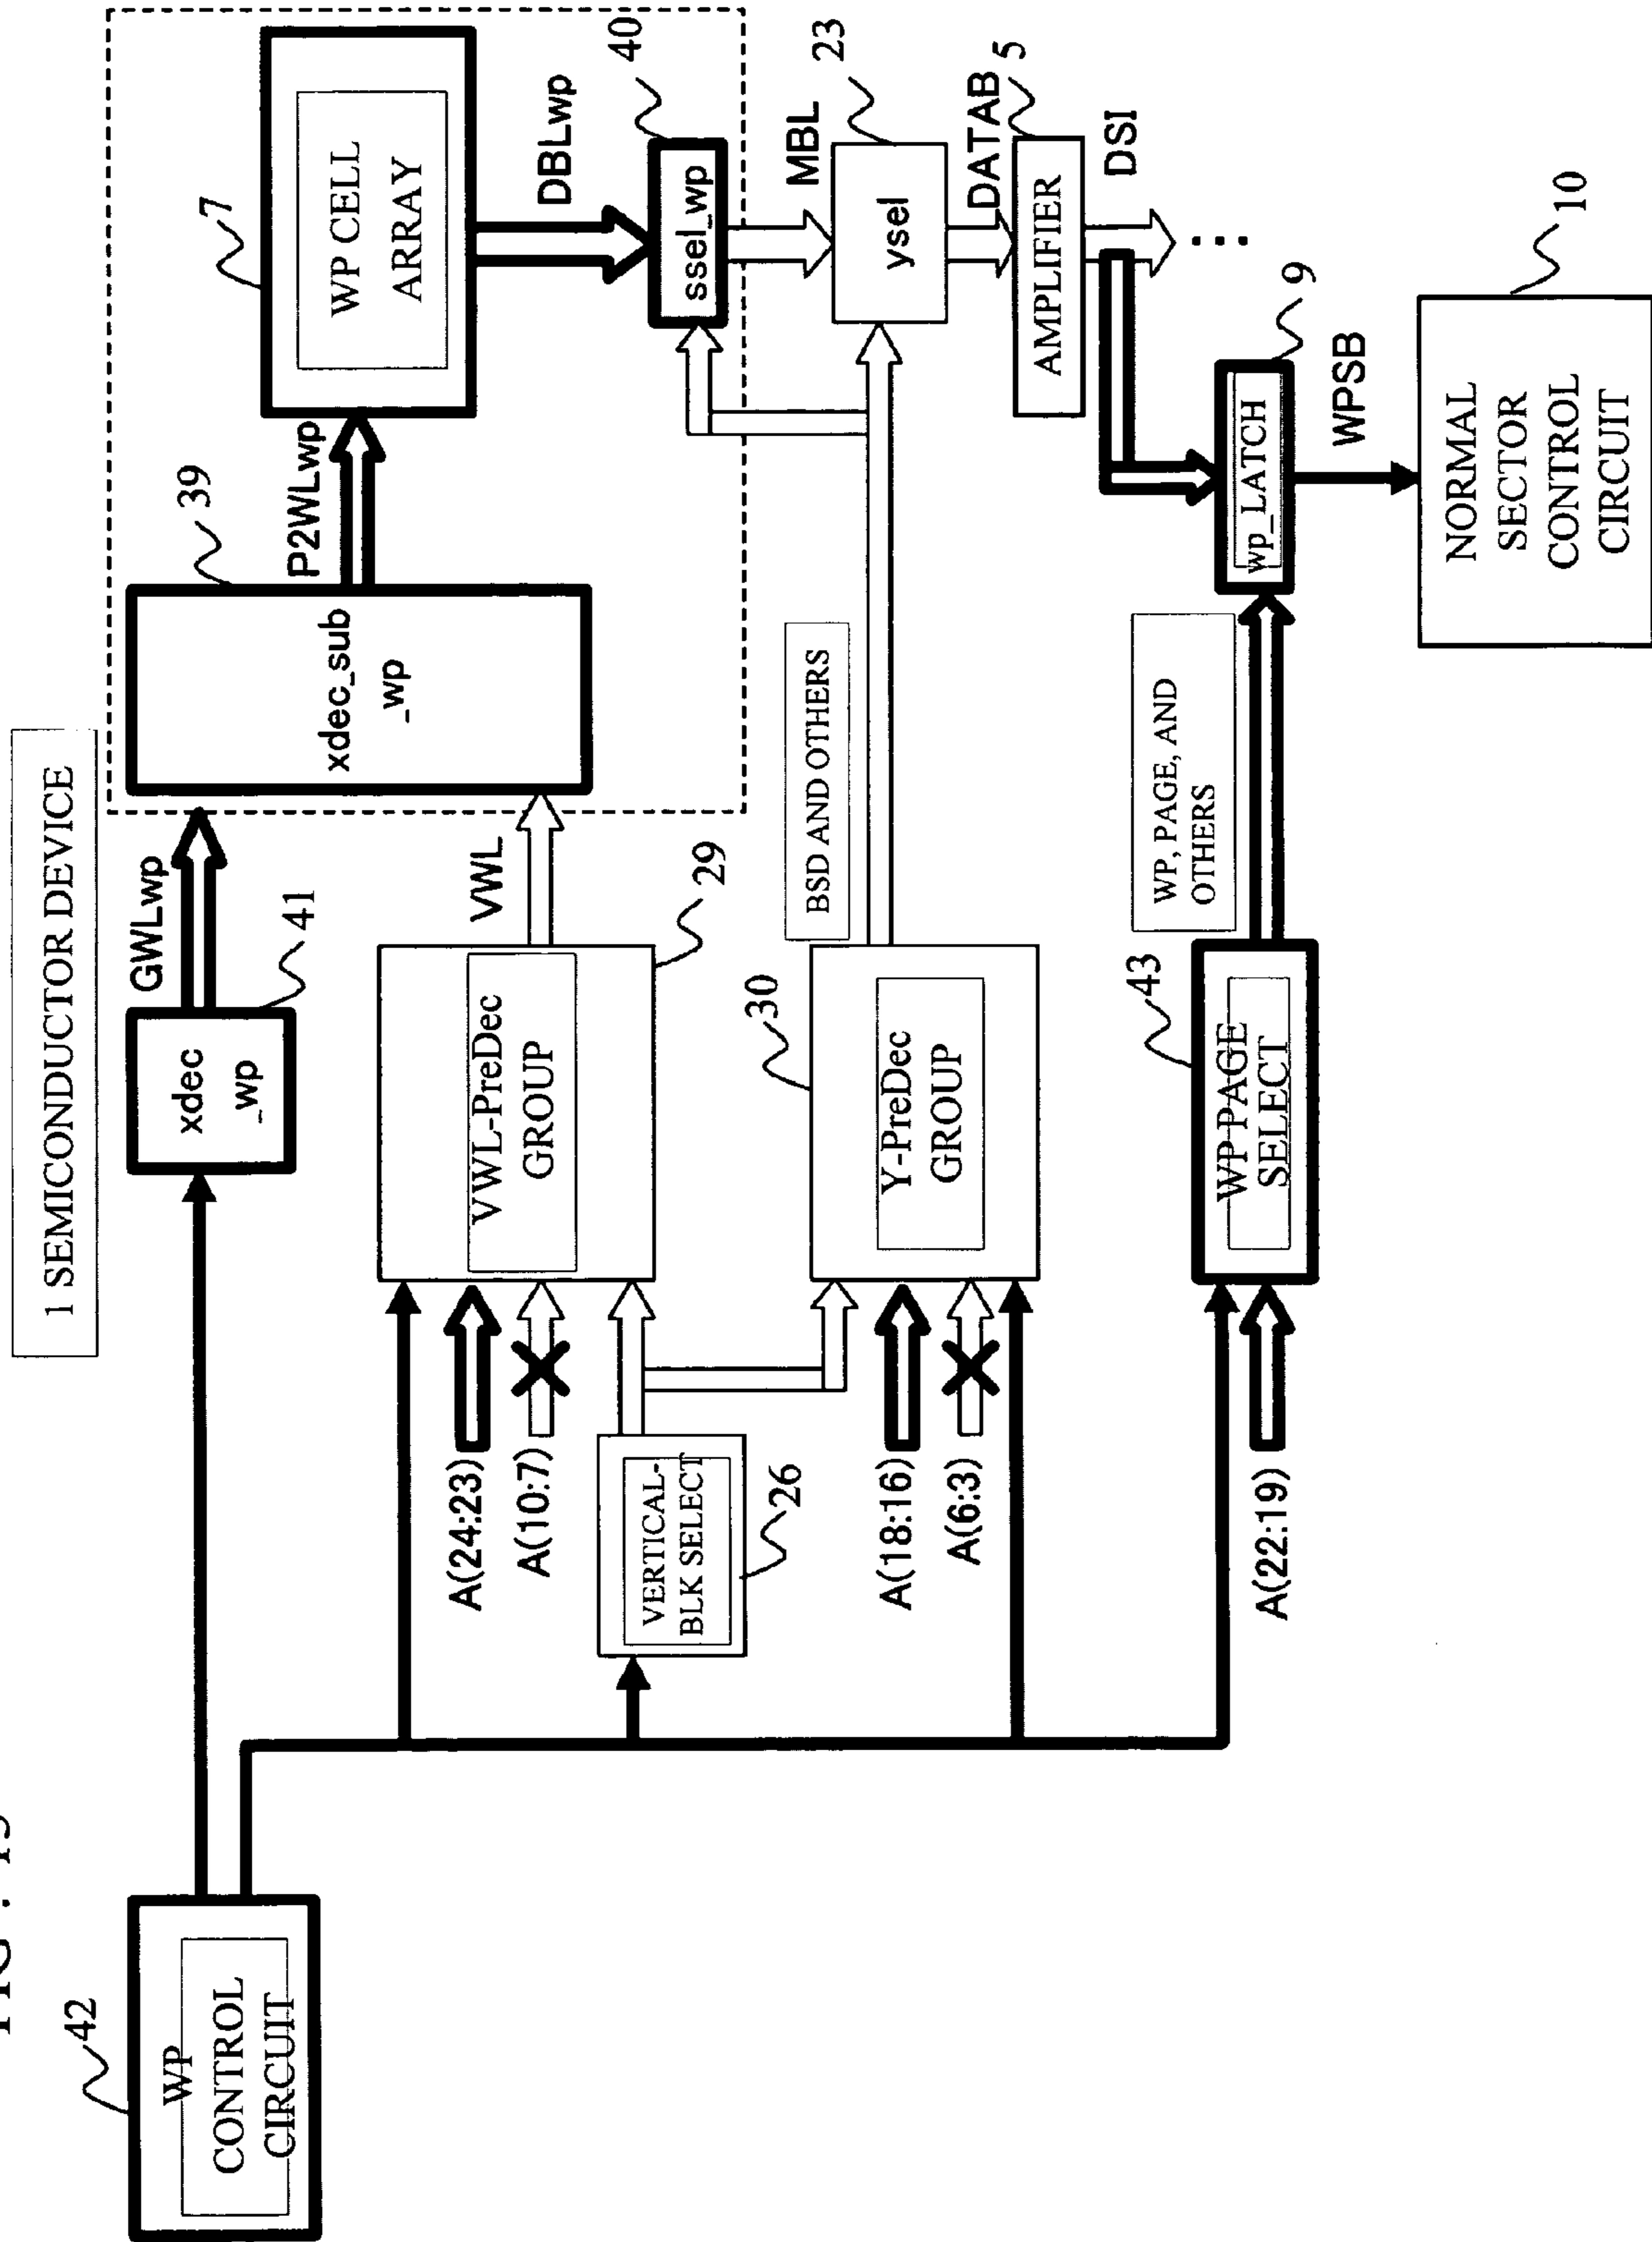 1 SEMICONDUCTOR DEVICE
42
WP
CONTROL
CIRCUIT
xdec
_wp
41
GWLwp
xdec_sub
_wp
39
P2WLwp
7
WP CELL
ARRAY
DBLwp
40
ssel_wp
A(24:23)
A(10:7)
VWL-PreDec
GROUP
29
VWL
VERTICAL-
BLK SELECT
26
MBL
23
ysel
A(18:16)
A(6:3)
30
Y-PreDec
GROUP
BSD AND OTHERS
DATAB
5
AMPLIFIER
DSI
...
A(22:19)
43
WP-PAGE
SELECT
WP, PAGE, AND
OTHERS
wp_LATCH
9
WPSB
10
NORMAL
SECTOR
CONTROL
CIRCUIT